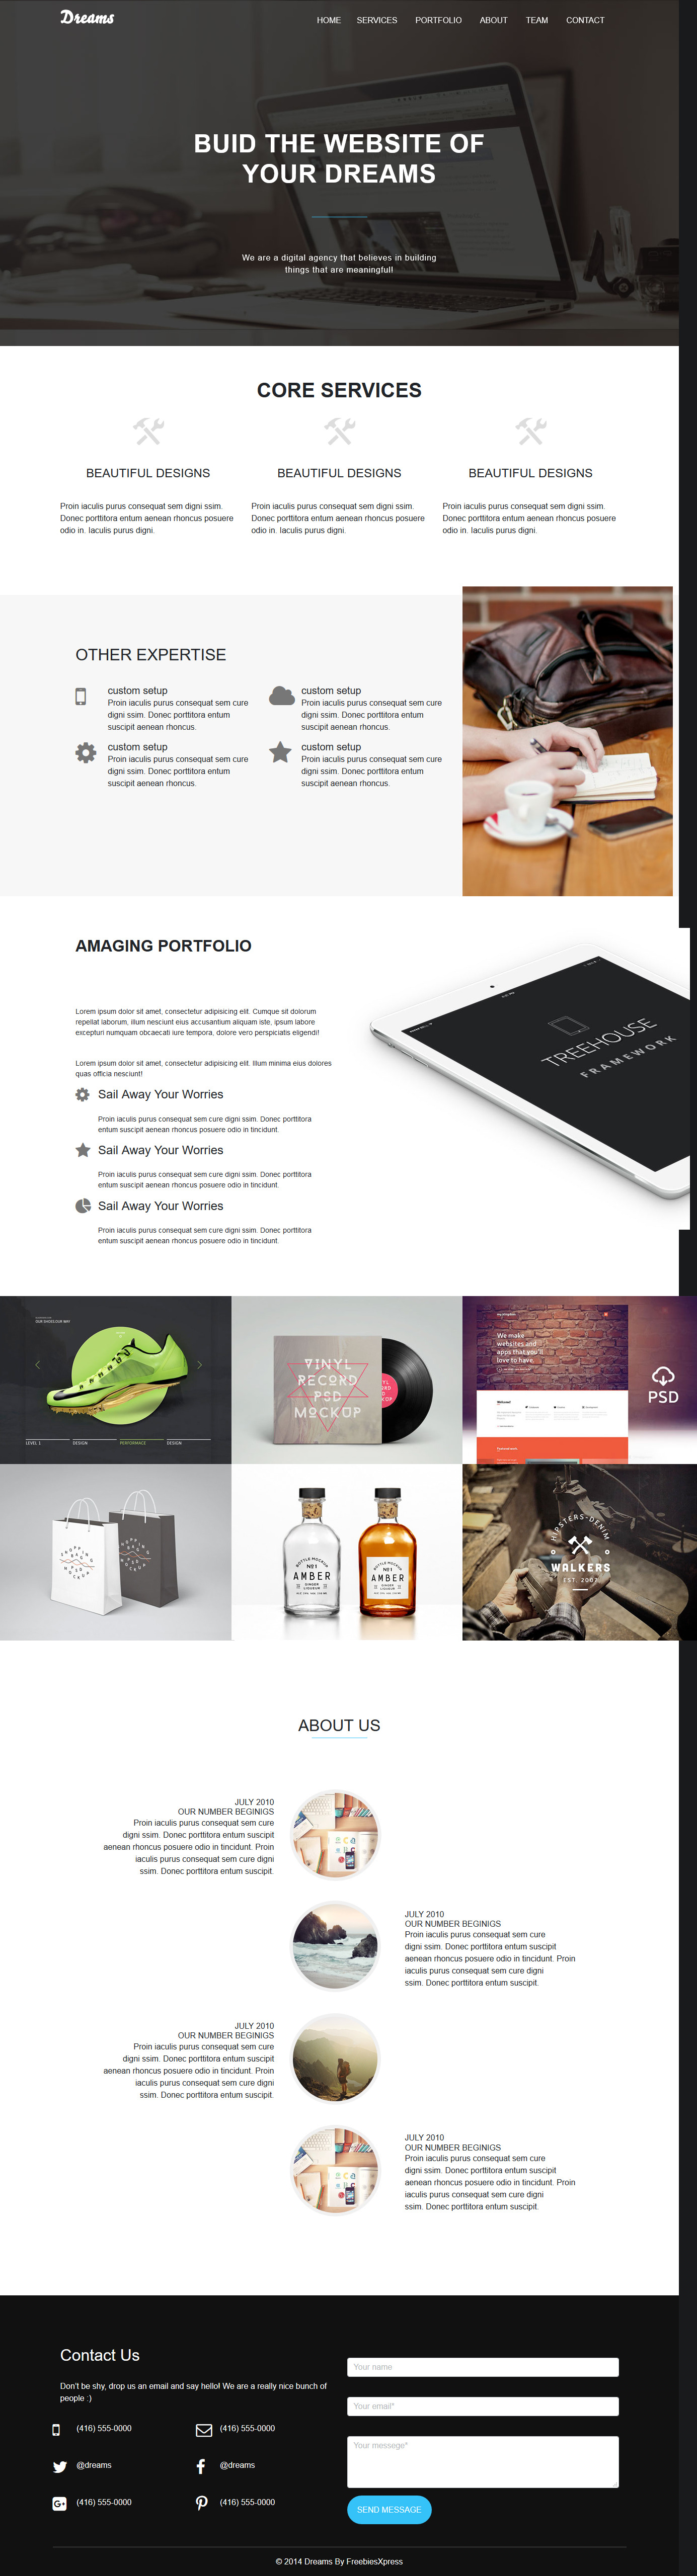 Dreams
HOME SERVICES PORTFOLIO ABOUT TEAM CONTACT
BUID THE WEBSITE OF
YOUR DREAMS
We are a digital agency that believes in building
things that are meaningful!
CORE SERVICES
BEAUTIFUL DESIGNS
Proin iaculis purus consequat sem digni ssim.
Donec porttitora entum aenean rhoncus posuere
odio in. Iaculis purus digni.
BEAUTIFUL DESIGNS
Proin iaculis purus consequat sem digni ssim.
Donec porttitora entum aenean rhoncus posuere
odio in. Iaculis purus digni.
BEAUTIFUL DESIGNS
Proin iaculis purus consequat sem digni ssim.
Donec porttitora entum aenean rhoncus posuere
odio in. Iaculis purus digni.
OTHER EXPERTISE
custom setup
Proin iaculis purus consequat sem cure
digni ssim. Donec porttitora entum
suscipit aenean rhoncus.
custom setup
Proin iaculis purus consequat sem cure
digni ssim. Donec porttitora entum
suscipit aenean rhoncus.
custom setup
Proin iaculis purus consequat sem cure
digni ssim. Donec porttitora entum
suscipit aenean rhoncus.
custom setup
Proin iaculis purus consequat sem cure
digni ssim. Donec porttitora entum
suscipit aenean rhoncus.
AMAGING PORTFOLIO
Lorem ipsum dolor sit amet, consectetur adipisicing elit. Cumque sit dolorum
repellat laborum, illum nesciunt eius accusantium aliquam iste, ipsum labore
excepturi numquam obcaecati iure tempora, dolore vero perspiciatis eligendi!
Lorem ipsum dolor sit amet, consectetur adipisicing elit. Illum minima eius dolores
quas officia nesciunt!
Sail Away Your Worries
Proin iaculis purus consequat sem cure digni ssim. Donec porttitora
entum suscipit aenean rhoncus posuere odio in tincidunt.
Sail Away Your Worries
Proin iaculis purus consequat sem cure digni ssim. Donec porttitora
entum suscipit aenean rhoncus posuere odio in tincidunt.
Sail Away Your Worries
Proin iaculis purus consequat sem cure digni ssim. Donec porttitora
entum suscipit aenean rhoncus posuere odio in tincidunt.
TREEHOUSE
FRAMEWORK
OUR SHOES,OUR WAY
LEVEL 1 DESIGN PERFORMACE DESIGN
VINYL
RECORD
PSD
MOCKUP
We make
websites and
apps that you'll
love to have.
PSD
BOTTLE MOCKUP
Nº1
AMBER
GINGER
LIQUEUR
BOTTLE MOCKUP
Nº1
AMBER
GINGER
LIQUEUR
HIPSTERS-DENIM
WALKERS
EST. 2007
ABOUT US
JULY 2010
OUR NUMBER BEGINIGS
Proin iaculis purus consequat sem cure
digni ssim. Donec porttitora entum suscipit
aenean rhoncus posuere odio in tincidunt. Proin
iaculis purus consequat sem cure digni
ssim. Donec porttitora entum suscipit.
JULY 2010
OUR NUMBER BEGINIGS
Proin iaculis purus consequat sem cure
digni ssim. Donec porttitora entum suscipit
aenean rhoncus posuere odio in tincidunt. Proin
iaculis purus consequat sem cure digni
ssim. Donec porttitora entum suscipit.
JULY 2010
OUR NUMBER BEGINIGS
Proin iaculis purus consequat sem cure
digni ssim. Donec porttitora entum suscipit
aenean rhoncus posuere odio in tincidunt. Proin
iaculis purus consequat sem cure digni
ssim. Donec porttitora entum suscipit.
JULY 2010
OUR NUMBER BEGINIGS
Proin iaculis purus consequat sem cure
digni ssim. Donec porttitora entum suscipit
aenean rhoncus posuere odio in tincidunt. Proin
iaculis purus consequat sem cure digni
ssim. Donec porttitora entum suscipit.
Contact Us
Don't be shy, drop us an email and say hello! We are a really nice bunch of
people :)
(416) 555-0000 (416) 555-0000
@dreams @dreams
(416) 555-0000 (416) 555-0000
Your name
Your email*
Your messege*
SEND MESSAGE
© 2014 Dreams By FreebiesXpress